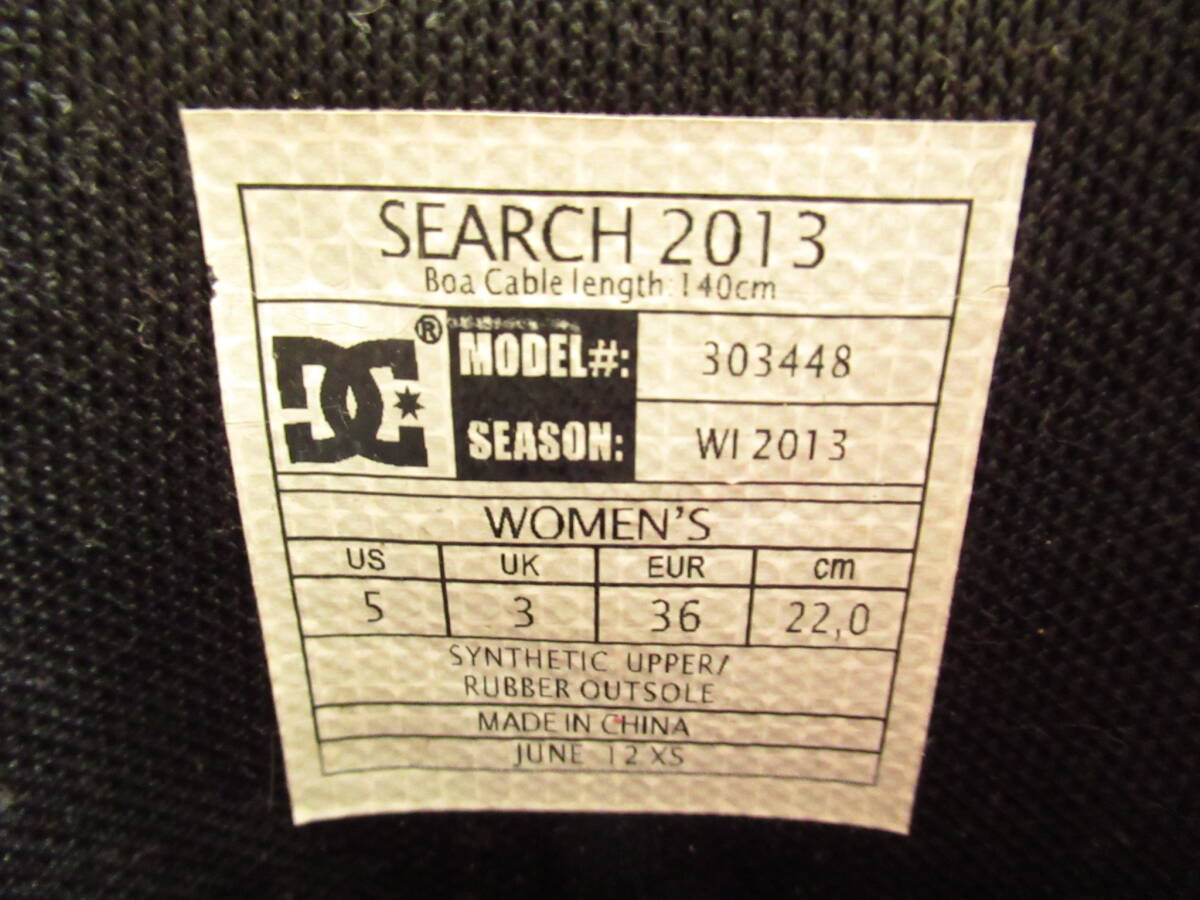 SEARCH 2013
Boa Cable length: 140cm
DC ®
MODEL#: 303448
SEASON: WI 2013
WOMEN'S
US UK EUR cm
5 3 36 22,0
SYNTHETIC UPPER/
RUBBER OUTSOLE
MADE IN CHINA
JUNE 12 XS